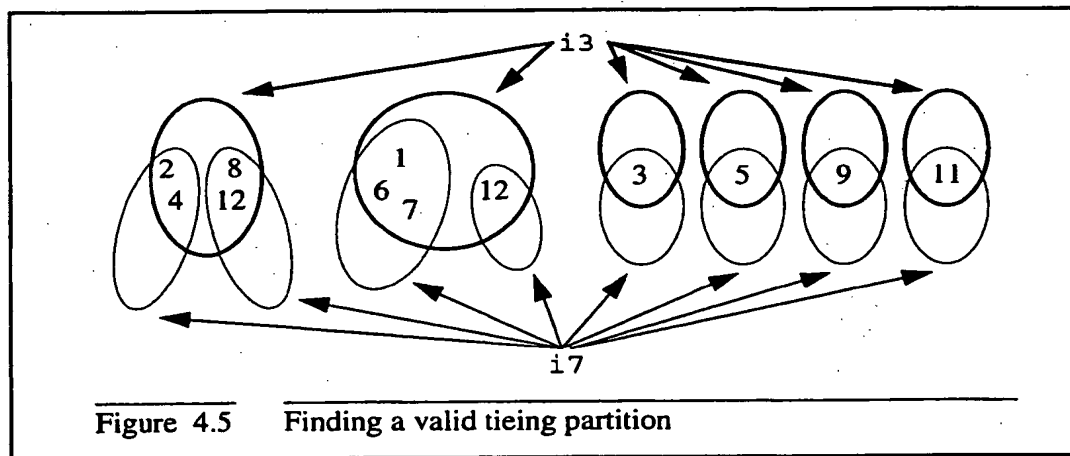 i3
2 8 1 3 5 9 11
4 12 6 7 12
i7
Figure 4.5 Finding a valid tieing partition